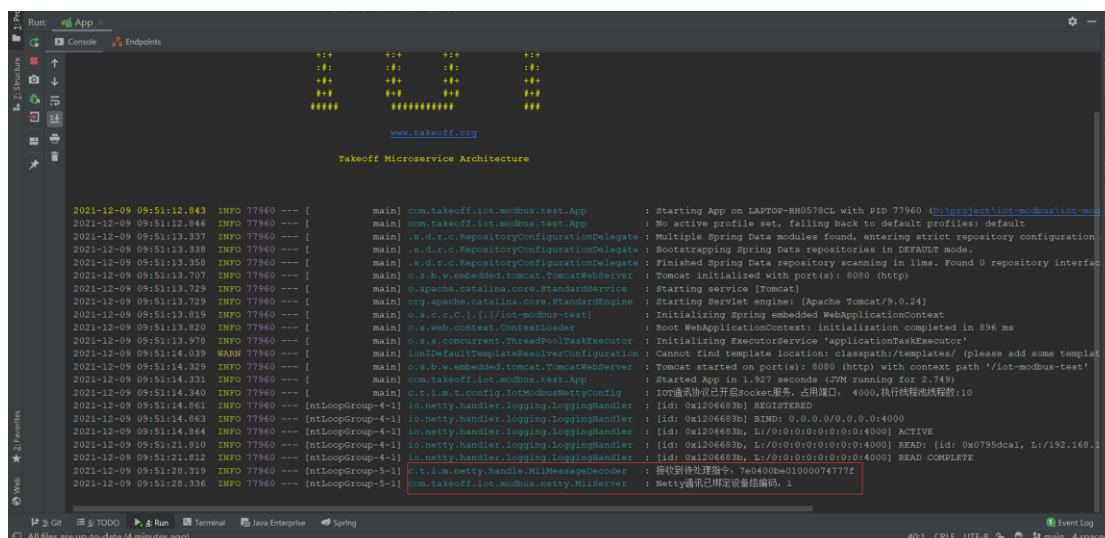 Run: App
Console Endpoints
www.takeoff.org
Takeoff Microservice Architecture
2021-12-09 09:51:12.843 INFO 77960 --- [ main] com.takeoff.iot.modbus.test.App : Starting App on LAPTOP-BH0578CL with PID 77960 (D:\project\iot-modbus\iot-mod
2021-12-09 09:51:12.846 INFO 77960 --- [ main] com.takeoff.iot.modbus.test.App : No active profile set, falling back to default profiles: default
2021-12-09 09:51:13.337 INFO 77960 --- [ main] .s.d.r.c.RepositoryConfigurationDelegate : Multiple Spring Data modules found, entering strict repository configuration
2021-12-09 09:51:13.338 INFO 77960 --- [ main] .s.d.r.c.RepositoryConfigurationDelegate : Bootstrapping Spring Data repositories in DEFAULT mode.
2021-12-09 09:51:13.358 INFO 77960 --- [ main] .s.d.r.c.RepositoryConfigurationDelegate : Finished Spring Data repository scanning in 11ms. Found 0 repository interfac
2021-12-09 09:51:13.707 INFO 77960 --- [ main] o.s.b.w.embedded.tomcat.TomcatWebServer : Tomcat initialized with port(s): 8080 (http)
2021-12-09 09:51:13.729 INFO 77960 --- [ main] o.apache.catalina.core.StandardService : Starting service [Tomcat]
2021-12-09 09:51:13.729 INFO 77960 --- [ main] org.apache.catalina.core.StandardEngine : Starting Servlet engine: [Apache Tomcat/9.0.24]
2021-12-09 09:51:13.819 INFO 77960 --- [ main] o.a.c.c.C.[.[.[/iot-modbus-test] : Initializing Spring embedded WebApplicationContext
2021-12-09 09:51:13.820 INFO 77960 --- [ main] o.s.web.context.ContextLoader : Root WebApplicationContext: initialization completed in 896 ms
2021-12-09 09:51:13.978 INFO 77960 --- [ main] o.s.s.concurrent.ThreadPoolTaskExecutor : Initializing ExecutorService 'applicationTaskExecutor'
2021-12-09 09:51:14.039 WARN 77960 --- [ main] ion$DefaultTemplateResolverConfiguration : Cannot find template location: classpath:/templates/ (please add some templat
2021-12-09 09:51:14.329 INFO 77960 --- [ main] o.s.b.w.embedded.tomcat.TomcatWebServer : Tomcat started on port(s): 8080 (http) with context path '/iot-modbus-test'
2021-12-09 09:51:14.331 INFO 77960 --- [ main] com.takeoff.iot.modbus.test.App : Started App in 1.927 seconds (JVM running for 2.749)
2021-12-09 09:51:14.340 INFO 77960 --- [ main] c.t.i.m.t.config.IotModbusNettyConfig : IOT通讯协议已开启Socket服务，占用端口： 4000,执行线程池线程数:10
2021-12-09 09:51:14.861 INFO 77960 --- [ntLoopGroup-4-1] io.netty.handler.logging.LoggingHandler : [id: 0x1206683b] REGISTERED
2021-12-09 09:51:14.863 INFO 77960 --- [ntLoopGroup-4-1] io.netty.handler.logging.LoggingHandler : [id: 0x1206683b] BIND: 0.0.0.0/0.0.0.0:4000
2021-12-09 09:51:14.864 INFO 77960 --- [ntLoopGroup-4-1] io.netty.handler.logging.LoggingHandler : [id: 0x1206683b, L:/0:0:0:0:0:0:0:0:4000] ACTIVE
2021-12-09 09:51:21.810 INFO 77960 --- [ntLoopGroup-4-1] io.netty.handler.logging.LoggingHandler : [id: 0x1206683b, L:/0:0:0:0:0:0:0:0:4000] READ: [id: 0x0795dca1, L:/192.168.1
2021-12-09 09:51:21.812 INFO 77960 --- [ntLoopGroup-4-1] io.netty.handler.logging.LoggingHandler : [id: 0x1206683b, L:/0:0:0:0:0:0:0:0:4000] READ COMPLETE
2021-12-09 09:51:28.319 INFO 77960 --- [ntLoopGroup-5-1] c.t.i.m.netty.handle.MiiMessageDecoder : 接收到待处理指令：7e0400be01000074777f
2021-12-09 09:51:28.336 INFO 77960 --- [ntLoopGroup-5-1] com.takeoff.iot.modbus.netty.MiiServer : Netty通讯已绑定设备组编码：1
Z: Structure
2: Favorites
Web
9: Git 6: TODO 4: Run Terminal Java Enterprise Spring 1 Event Log
All files are up-to-date (4 minutes ago) 40:1 CRLF UTF-8 main 4 space